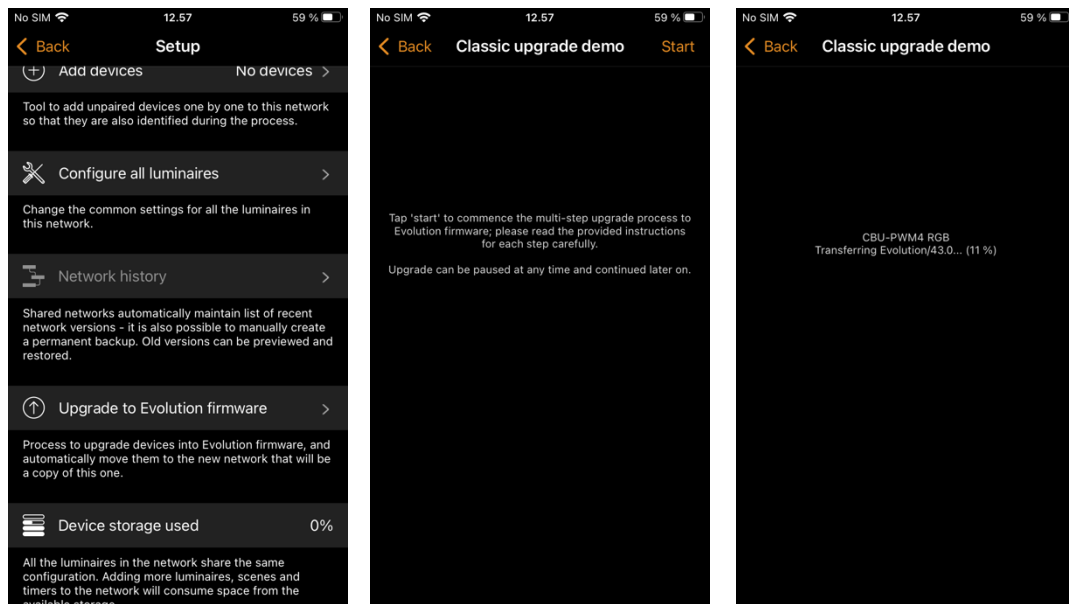 No SIM 12.57 59 %
Back Setup
Add devices No devices
Tool to add unpaired devices one by one to this network
so that they are also identified during the process.
Configure all luminaires
Change the common settings for all the luminaires in
this network.
Network history
Shared networks automatically maintain list of recent
network versions - it is also possible to manually create
a permanent backup. Old versions can be previewed and
restored.
Upgrade to Evolution firmware
Process to upgrade devices into Evolution firmware, and
automatically move them to the new network that will be
a copy of this one.
Device storage used 0%
All the luminaires in the network share the same
configuration. Adding more luminaires, scenes and
timers to the network will consume space from the
available storage.
No SIM 12.57 59 %
Back Classic upgrade demo Start
Tap 'start' to commence the multi-step upgrade process to
Evolution firmware; please read the provided instructions
for each step carefully.
Upgrade can be paused at any time and continued later on.
No SIM 12.57 59 %
Back Classic upgrade demo
CBU-PWM4 RGB
Transferring Evolution/43.0... (11 %)